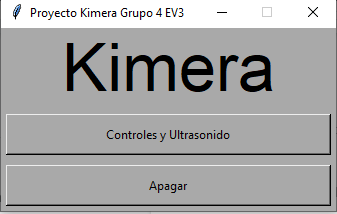 Proyecto Kimera Grupo 4 EV3
Kimera
Controles y Ultrasonido
Apagar